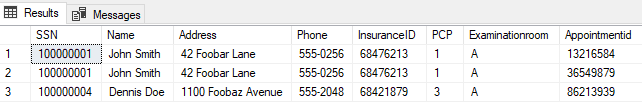 Results Messages
SSN Name Address Phone InsuranceID PCP Examinationroom Appointmentid
1 100000001 John Smith 42 Foobar Lane 555-0256 68476213 1 A 13216584
2 100000001 John Smith 42 Foobar Lane 555-0256 68476213 1 A 36549879
3 100000004 Dennis Doe 1100 Foobaz Avenue 555-2048 68421879 3 A 86213939